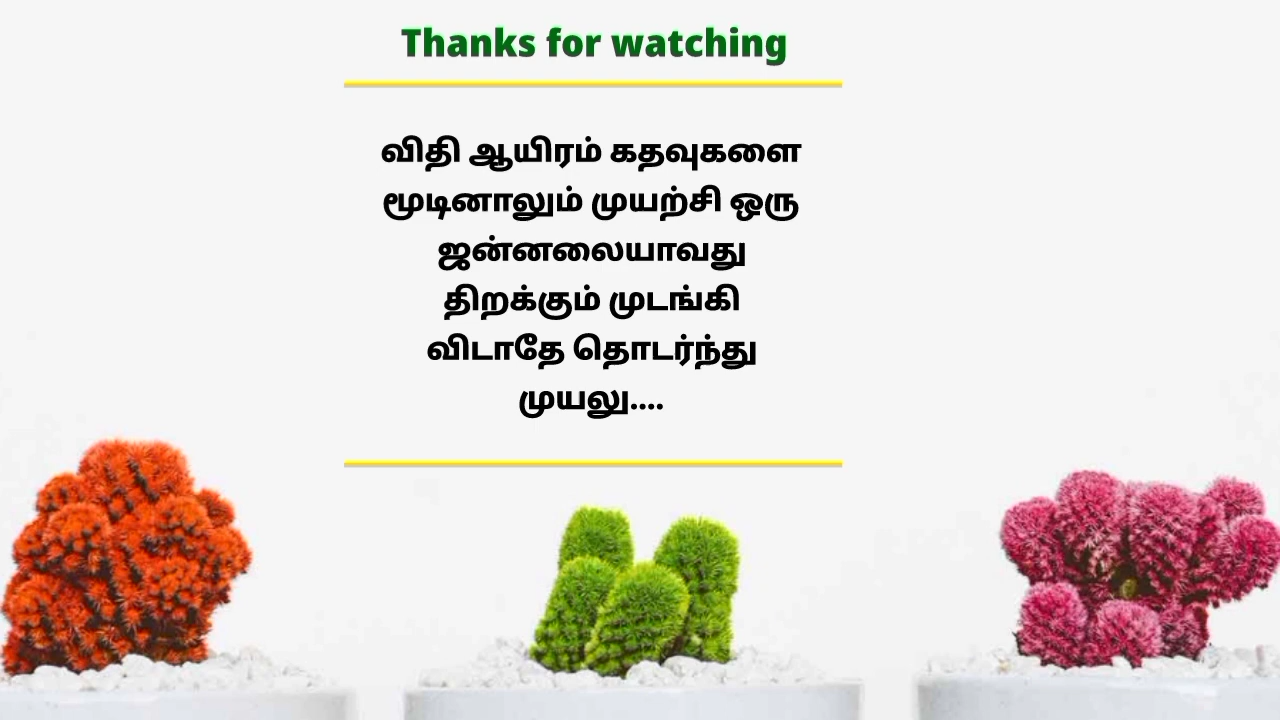 Thanks for watching
விதி ஆயிரம் கதவுகளை
மூடினாலும் முயற்சி ஒரு
ஜன்னலையாவது
திறக்கும் முடங்கி
விடாதே தொடர்ந்து
முயலு....